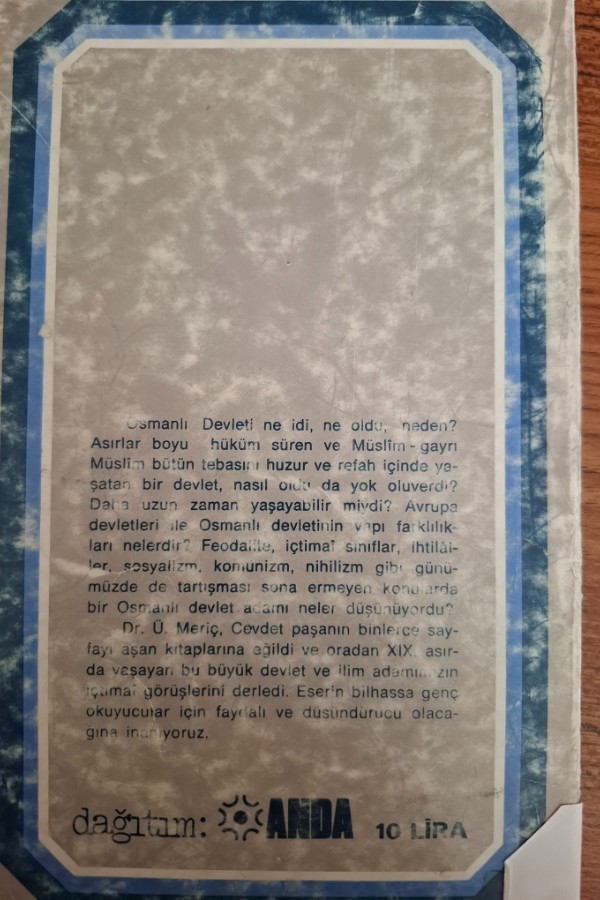 Osmanlı Devleti ne idi, ne oldu, neden?
Asırlar boyu hüküm süren ve Müslîm - gayrı
Müslîm bütün tebasını huzur ve refah içinde ya-
şatan bir devlet, nasıl oldu da yok oluverdi?
Daha uzun zaman yaşayabilir miydi? Avrupa
devletleri ile Osmanlı devletinin yapı farklılık-
ları nelerdir? Feodalite, içtimaî sınıflar, ihtilâl-
ler, sosyalizm, komunizm, nihilizm gibi günü-
müzde de tartışması sona ermeyen konularda
bir Osmanlı devlet adamı neler düşünüyordu?
Dr. Ü. Meriç, Cevdet paşanın binlerce say-
fayı aşan kitaplarına eğildi ve oradan XIX. asır-
da yaşayan bu büyük devlet ve ilim adamımızın
içtimaî görüşlerini derledi. Eserin bilhassa genç
okuyucular için faydalı ve düşündürücü olaca-
ğına inanıyoruz.
dağıtım: ANDA 10 LİRA